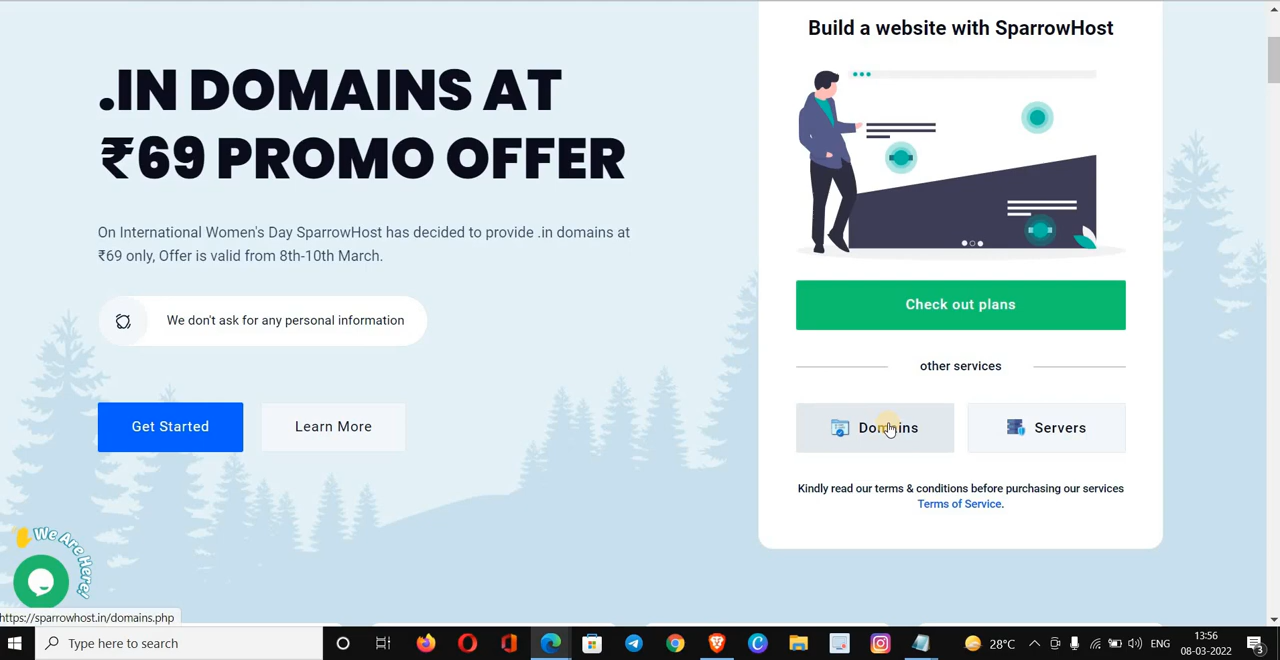 Build a website with SparrowHost
.IN DOMAINS AT
₹69 PROMO OFFER
On International Women's Day SparrowHost has decided to provide .in domains at
₹69 only, Offer is valid from 8th-10th March.
We don't ask for any personal information
Get Started
Learn More
Check out plans
other services
Domains
Servers
Kindly read our terms & conditions before purchasing our services
Terms of Service.
We Are Here!
https://sparrowhost.in/domains.php
Type here to search
28°C
ENG
13:56
08-03-2022
3